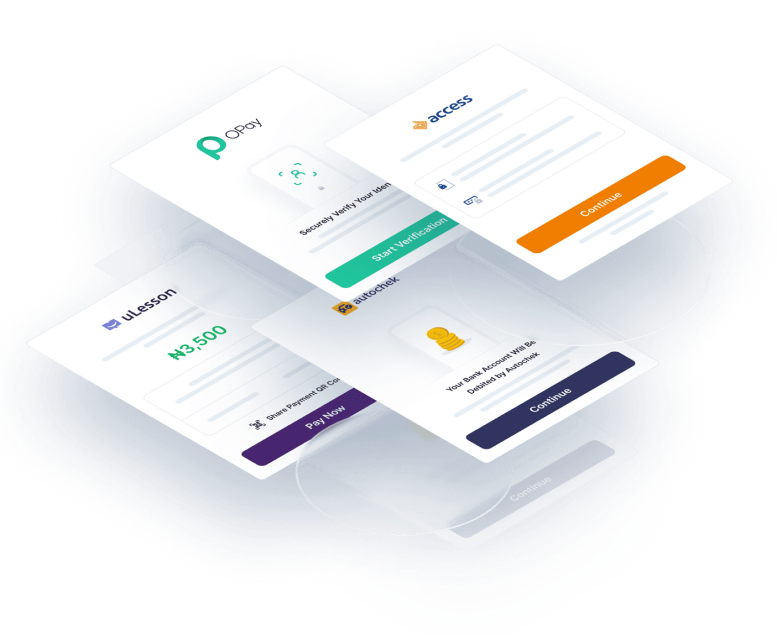 OPay
Securely Verify Your Iden
Start Verification
access
Continue
uLesson
₦3,500
Share Payment QR Co
Pay Now
autochek
Your Bank Account Will Be
Debited by Autochek
Continue
Continue